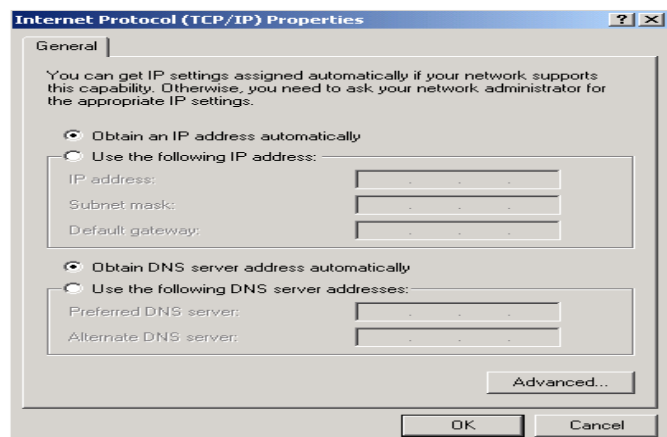 Internet Protocol (TCP/IP) Properties
General
You can get IP settings assigned automatically if your network supports
this capability. Otherwise, you need to ask your network administrator for
the appropriate IP settings.
Obtain an IP address automatically
Use the following IP address:
IP address:
Subnet mask:
Default gateway:
Obtain DNS server address automatically
Use the following DNS server addresses:
Preferred DNS server:
Alternate DNS server:
Advanced...
OK Cancel